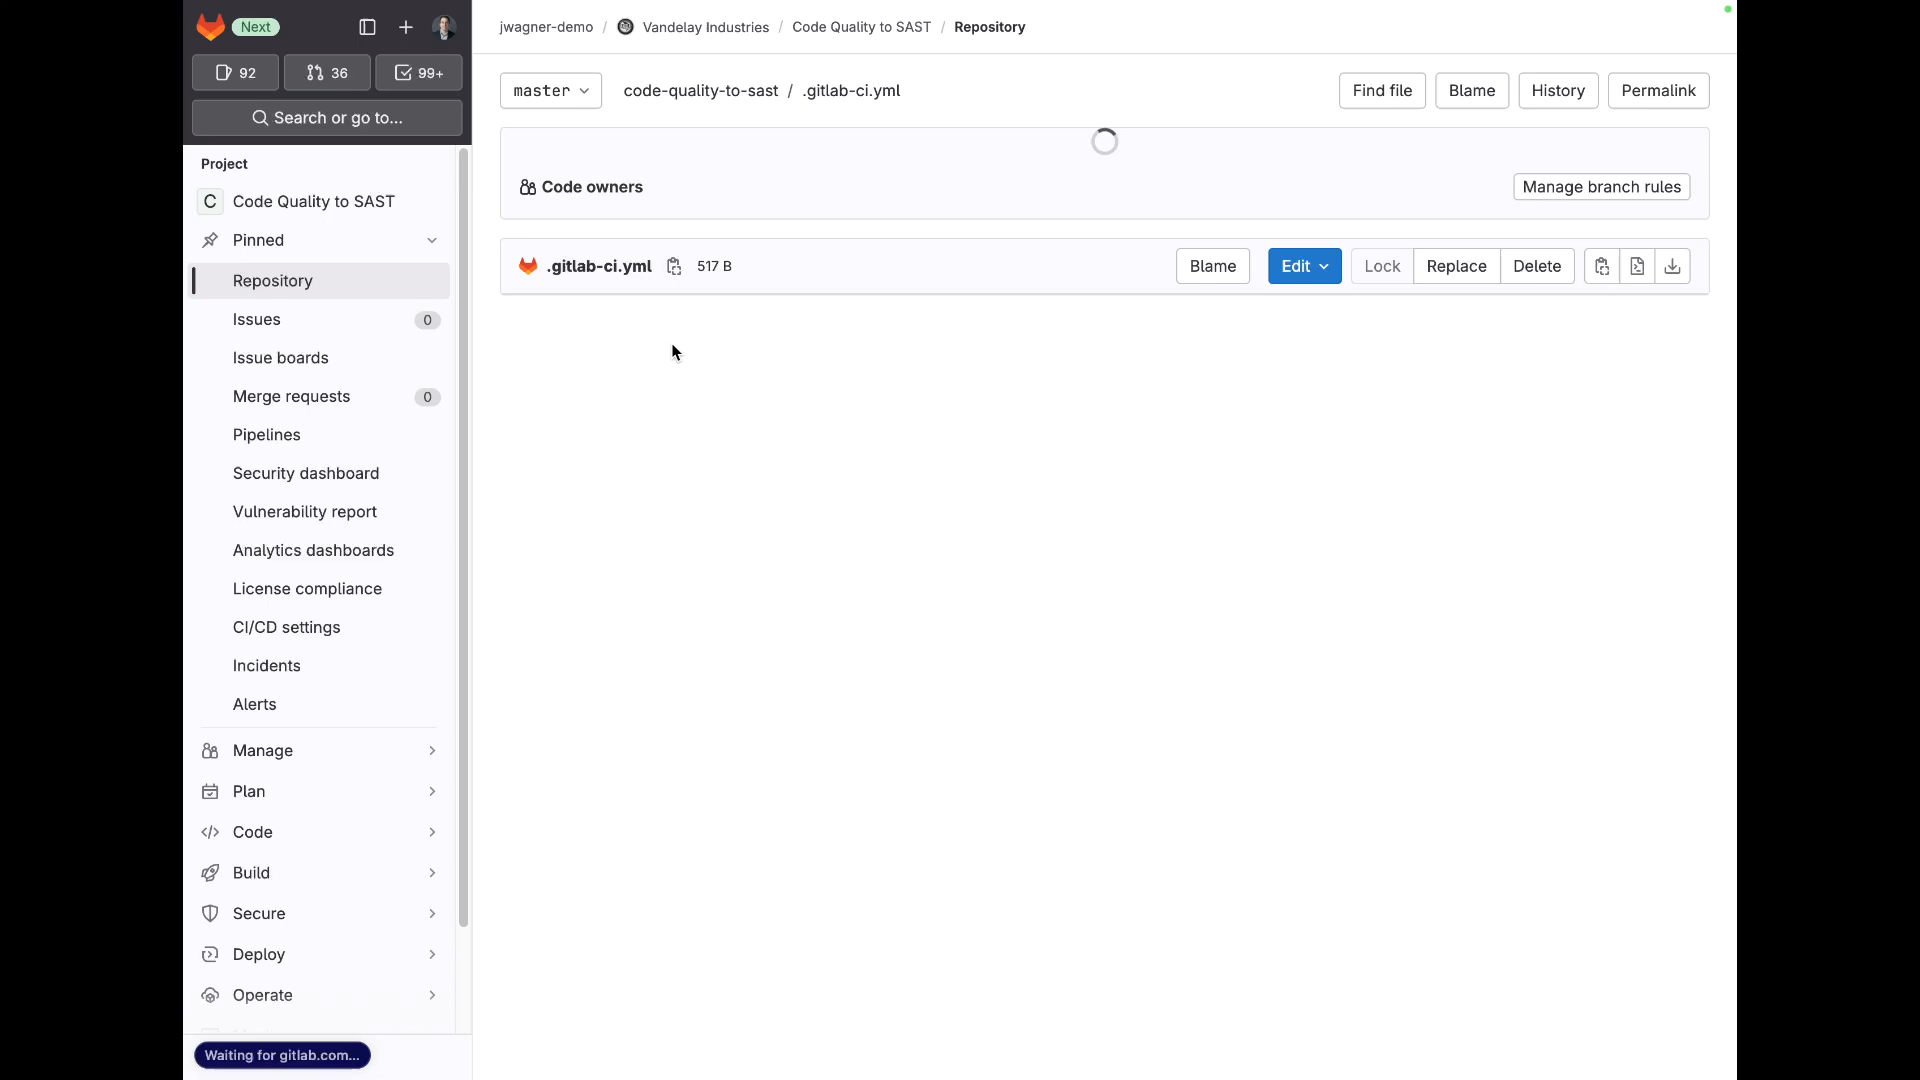 Next
92
36
99+
Search or go to...
Project
C Code Quality to SAST
Pinned
Repository
Issues 0
Issue boards
Merge requests 0
Pipelines
Security dashboard
Vulnerability report
Analytics dashboards
License compliance
CI/CD settings
Incidents
Alerts
Manage
Plan
Code
Build
Secure
Deploy
Operate
Waiting for gitlab.com...
jwagner-demo / Vandelay Industries / Code Quality to SAST / Repository
master code-quality-to-sast / .gitlab-ci.yml Find file Blame History Permalink
Code owners Manage branch rules
.gitlab-ci.yml 517 B Blame Edit Lock Replace Delete